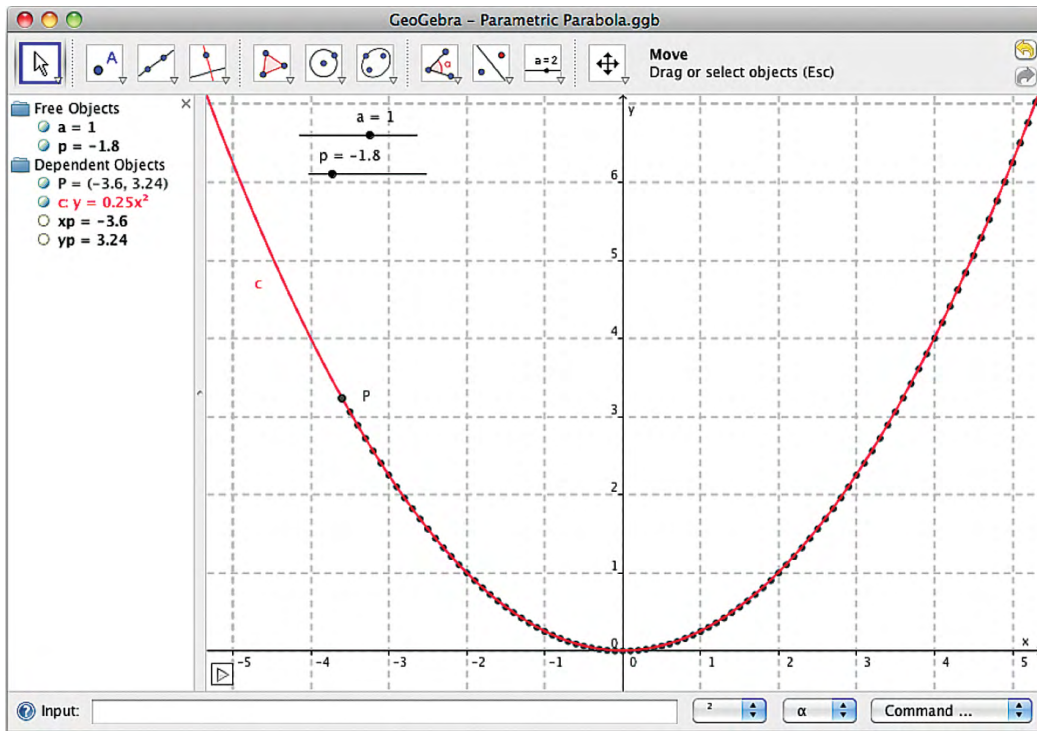 GeoGebra – Parametric Parabola.ggb
A
α
a=2
Move
Drag or select objects (Esc)
Free Objects
a = 1
p = -1.8
Dependent Objects
P = (-3.6, 3.24)
c: y = 0.25x²
xp = -3.6
yp = 3.24
a = 1
p = -1.8
y
6
5
c
4
P
3
2
1
0
x
-5 -4 -3 -2 -1 0 1 2 3 4 5
Input:
²
α
Command ...